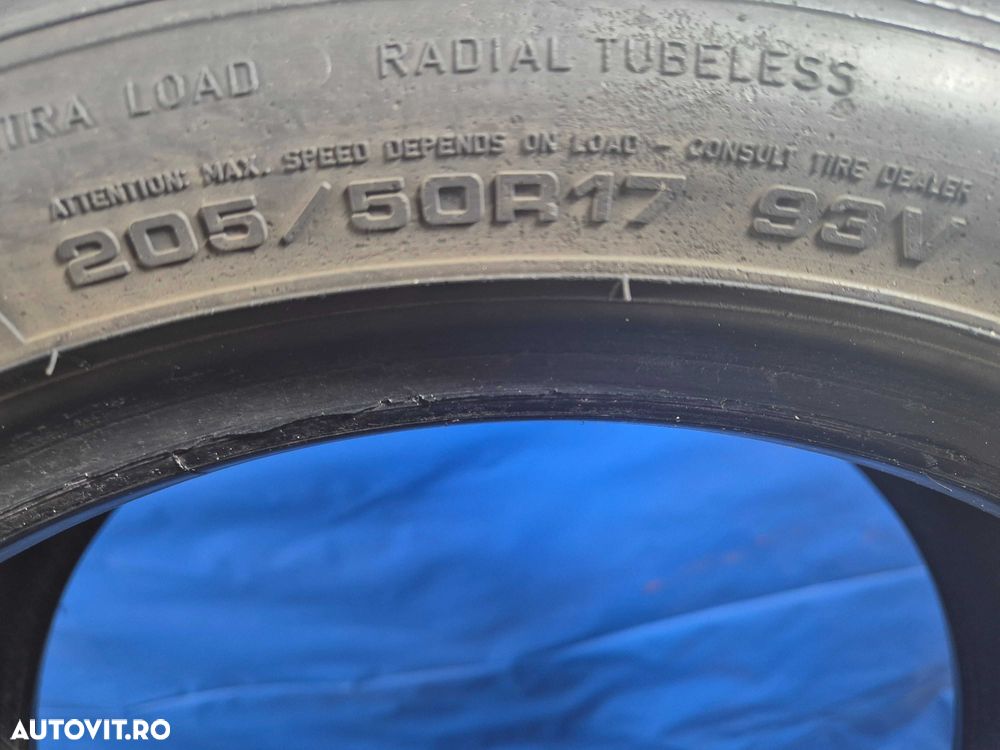 TRA LOAD RADIAL TUBELESS
ATTENTION: MAX. SPEED DEPENDS ON LOAD - CONSULT TIRE DEALER
205/50R17 93V
AUTOVIT.RO